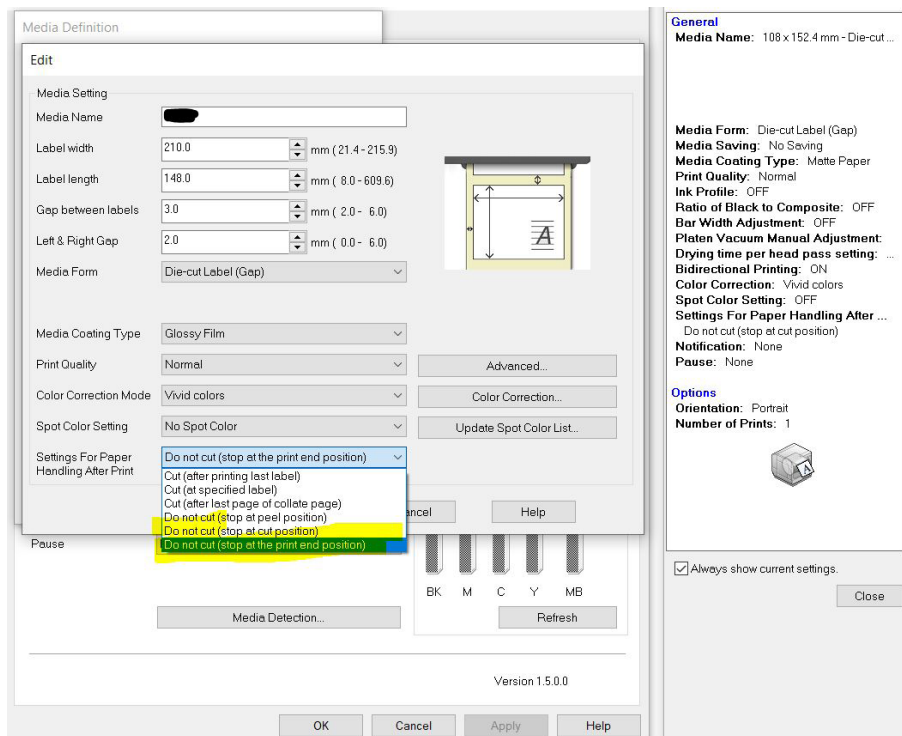 Media Definition
Edit
Media Setting
Media Name
Label width 210.0 mm ( 21.4 - 215.9)
Label length 148.0 mm ( 8.0 - 609.6)
Gap between labels 3.0 mm ( 2.0 - 6.0)
Left & Right Gap 2.0 mm ( 0.0 - 6.0)
A
Media Form Die-cut Label (Gap)
Media Coating Type Glossy Film
Print Quality Normal Advanced...
Color Correction Mode Vivid colors Color Correction...
Spot Color Setting No Spot Color Update Spot Color List...
Settings For Paper Do not cut (stop at the print end position)
Handling After Print
Cut (after printing last label)
Cut (at specified label)
Cut (after last page of collate page)
Do not cut (stop at peel position)
Do not cut (stop at cut position)
Do not cut (stop at the print end position)
ancel Help
Pause
BK M C Y MB
Media Detection... Refresh
Version 1.5.0.0
OK Cancel Apply Help
General
Media Name: 108 x 152.4 mm - Die-cut ...
Media Form: Die-cut Label (Gap)
Media Saving: No Saving
Media Coating Type: Matte Paper
Print Quality: Normal
Ink Profile: OFF
Ratio of Black to Composite: OFF
Bar Width Adjustment: OFF
Platen Vacuum Manual Adjustment:
Drying time per head pass setting: ...
Bidirectional Printing: ON
Color Correction: Vivid colors
Spot Color Setting: OFF
Settings For Paper Handling After ...
Do not cut (stop at cut position)
Notification: None
Pause: None
Options
Orientation: Portrait
Number of Prints: 1
A
Always show current settings.
Close